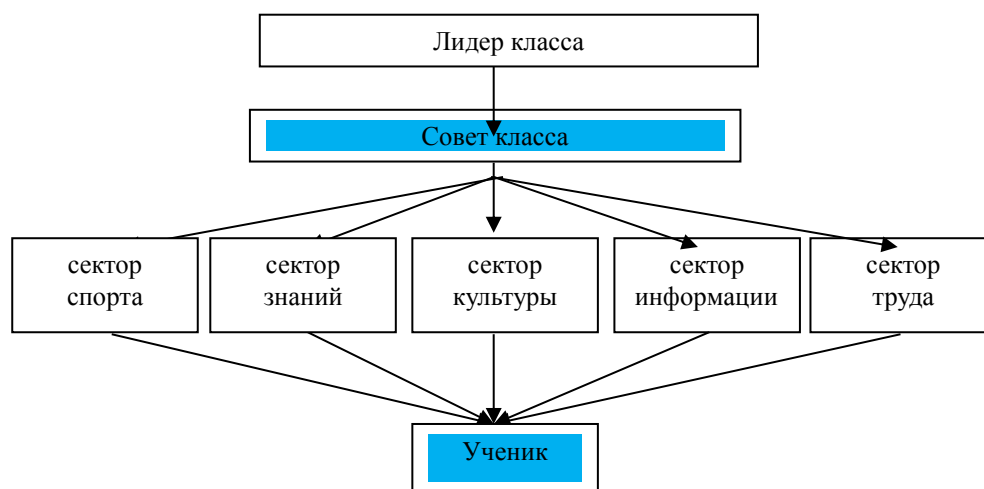 Лидер класса
Совет класса
сектор
спорта
сектор
знаний
сектор
культуры
сектор
информации
сектор
труда
Ученик